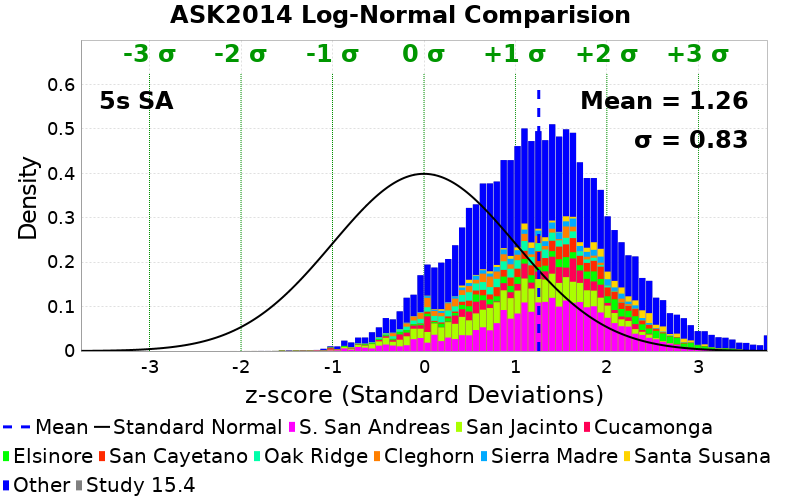 ASK2014 Log-Normal Comparision
-3 σ -2 σ -1 σ 0 σ +1 σ +2 σ +3 σ
5s SA
Mean = 1.26
σ = 0.83
Density
0.6
0.5
0.4
0.3
0.2
0.1
0
-3 -2 -1 0 1 2 3
z-score (Standard Deviations)
Mean Standard Normal S. San Andreas San Jacinto Cucamonga
Elsinore San Cayetano Oak Ridge Cleghorn Sierra Madre Santa Susana
Other Study 15.4